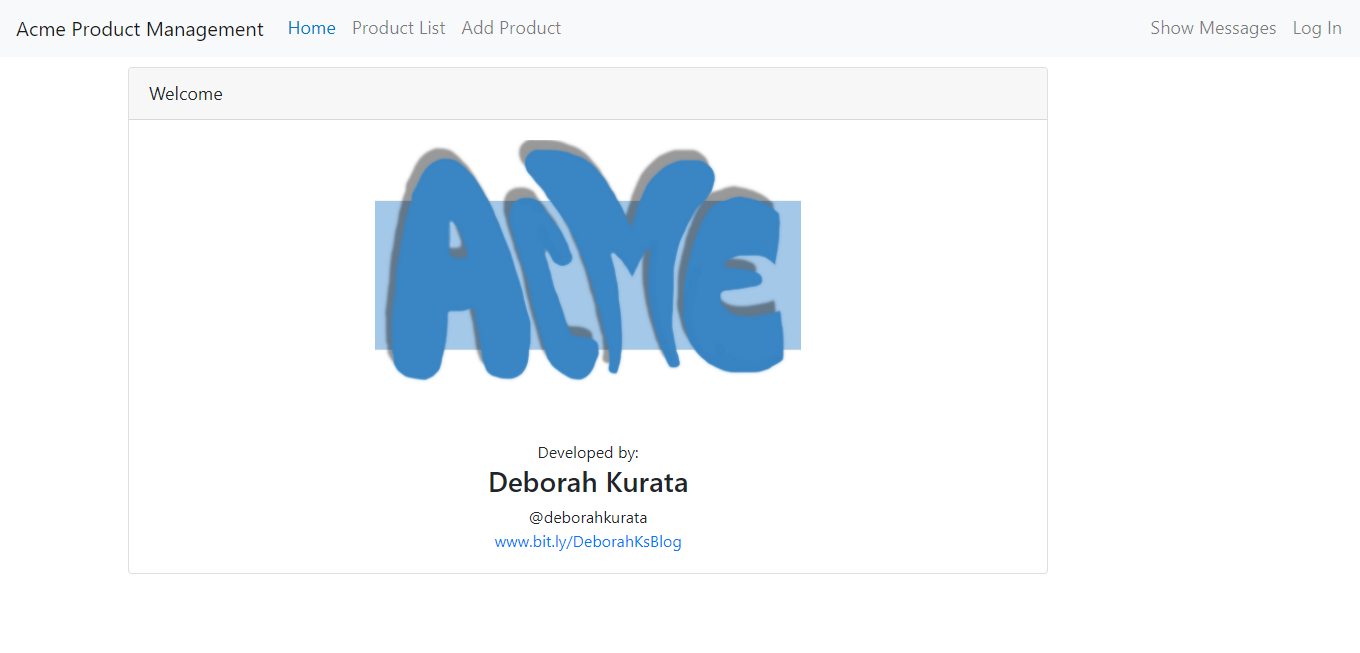 Acme Product Management Home Product List Add Product Show Messages Log In
Welcome
ACME
Developed by:
Deborah Kurata
@deborahkurata
www.bit.ly/DeborahKsBlog